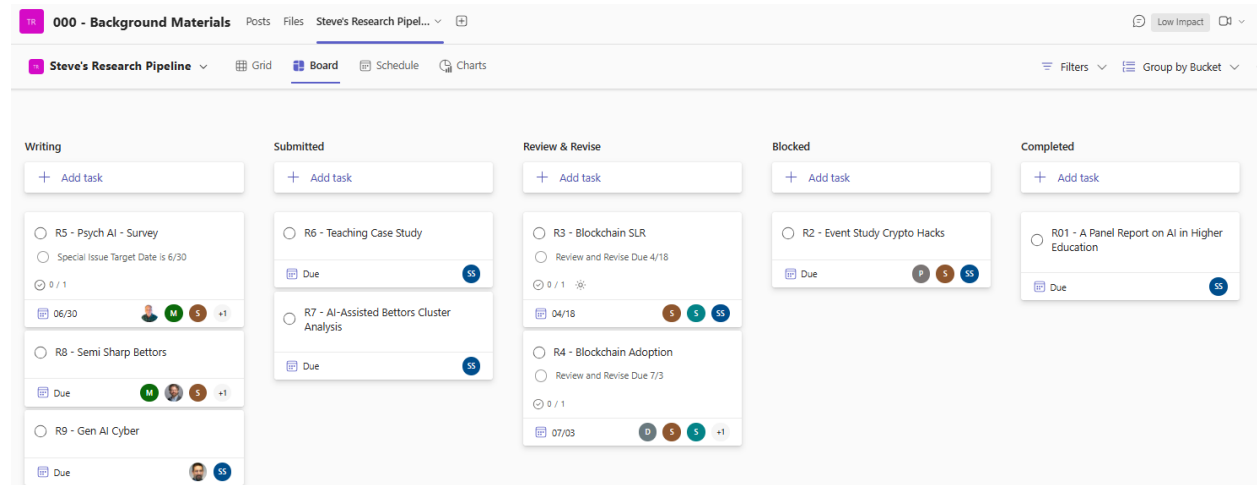 TR
000 - Background Materials
Posts
Files
Steve's Research Pipel...
Low Impact
TR
Steve's Research Pipeline
Grid
Board
Schedule
Charts
Filters
Group by Bucket
Writing
Add task
R5 - Psych AI - Survey
Special Issue Target Date is 6/30
0 / 1
06/30
M
S
+1
R8 - Semi Sharp Bettors
Due
M
S
+1
R9 - Gen AI Cyber
Due
SS
Submitted
Add task
R6 - Teaching Case Study
Due
SS
R7 - AI-Assisted Bettors Cluster
Analysis
Due
SS
Review & Revise
Add task
R3 - Blockchain SLR
Review and Revise Due 4/18
0 / 1
04/18
S
S
SS
R4 - Blockchain Adoption
Review and Revise Due 7/3
0 / 1
07/03
D
S
S
+1
Blocked
Add task
R2 - Event Study Crypto Hacks
Due
P
S
SS
Completed
Add task
R01 - A Panel Report on AI in Higher
Education
Due
SS